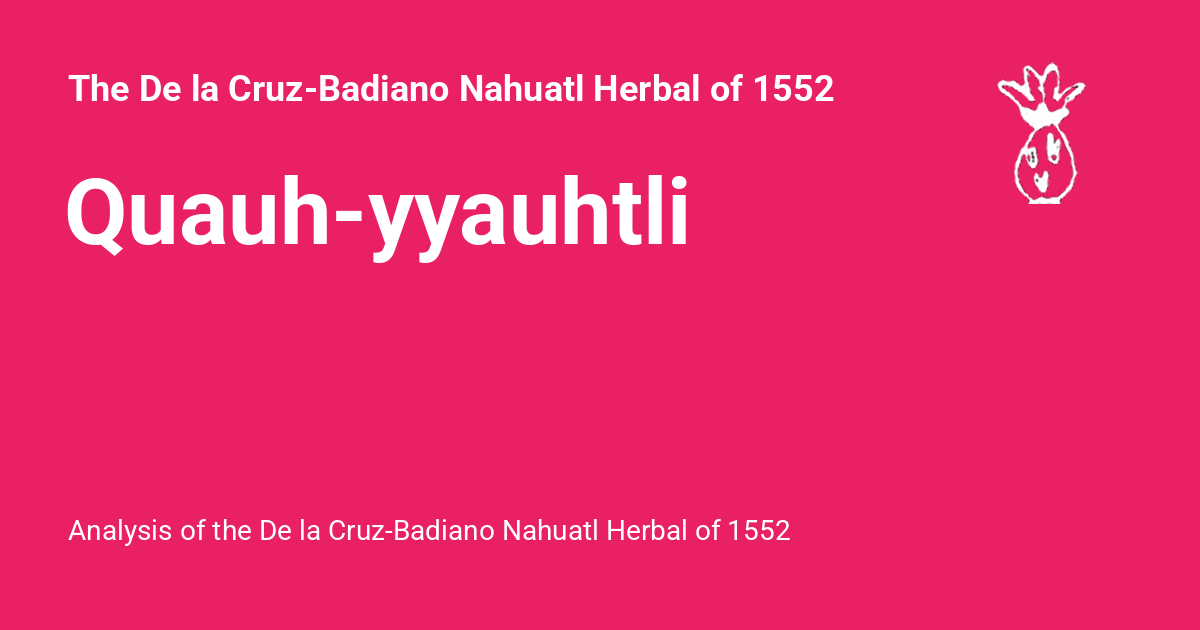 The De la Cruz-Badiano Nahuatl Herbal of 1552
Quauh-yyauhtli
Analysis of the De la Cruz-Badiano Nahuatl Herbal of 1552